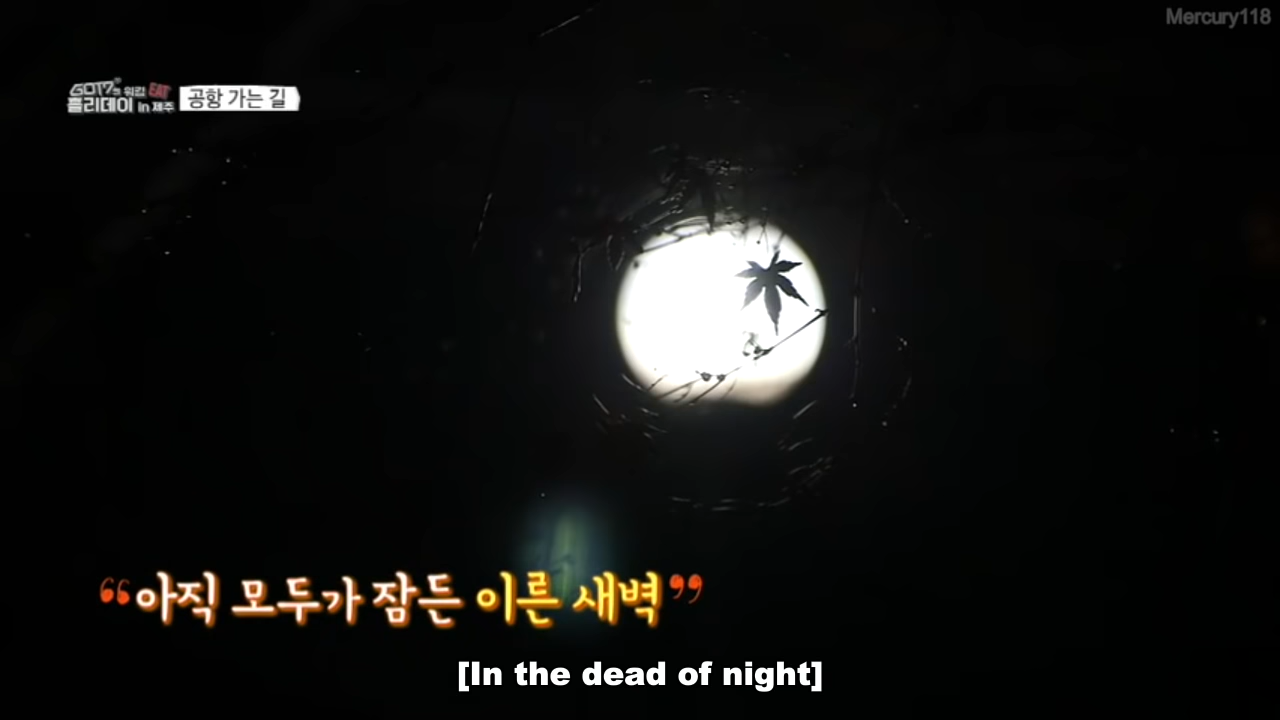 Mercury118
GOT7의 워킹 EAT
홀리데이 in 제주
공항 가는 길
“아직 모두가 잠든 이른 새벽”
[In the dead of night]